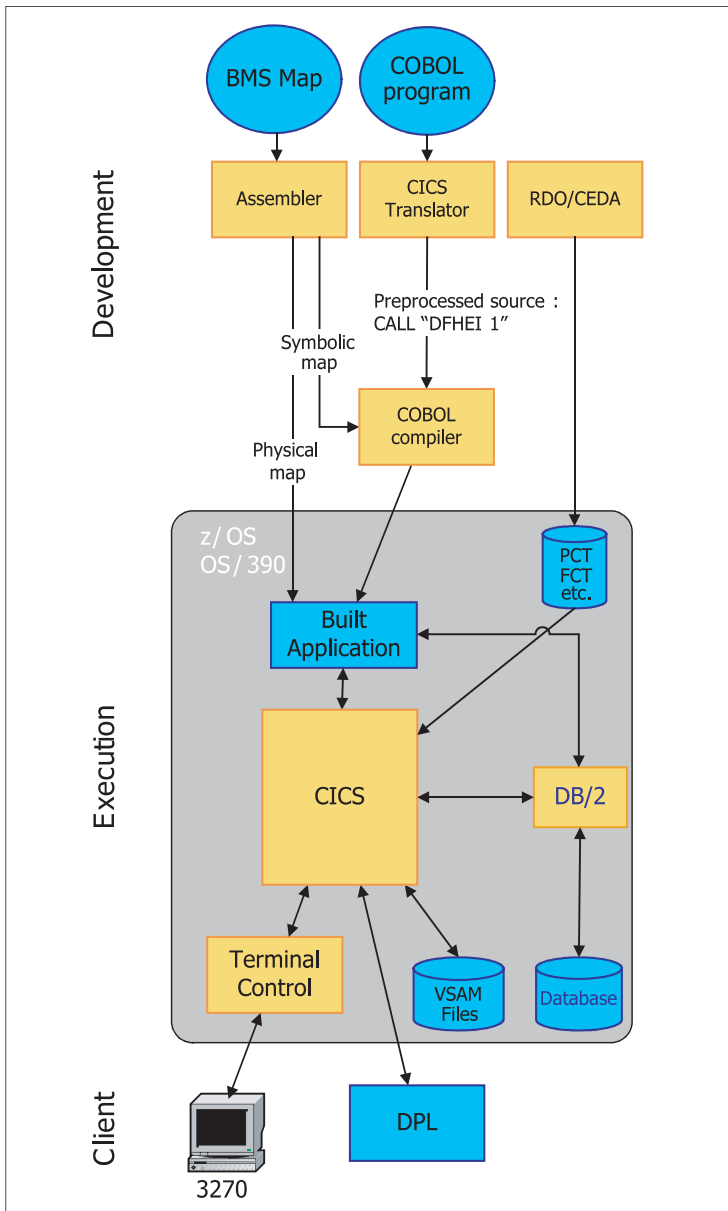 BMS Map
COBOL
program
Development
Assembler
CICS
Translator
RDO/CEDA
Preprocessed source :
CALL “DFHEI 1”
Symbolic
map
COBOL
compiler
Physical
map
z/OS
OS/390
PCT
FCT
etc.
Built
Application
Execution
CICS
DB/2
Terminal
Control
VSAM
Files
Database
Client
DPL
3270